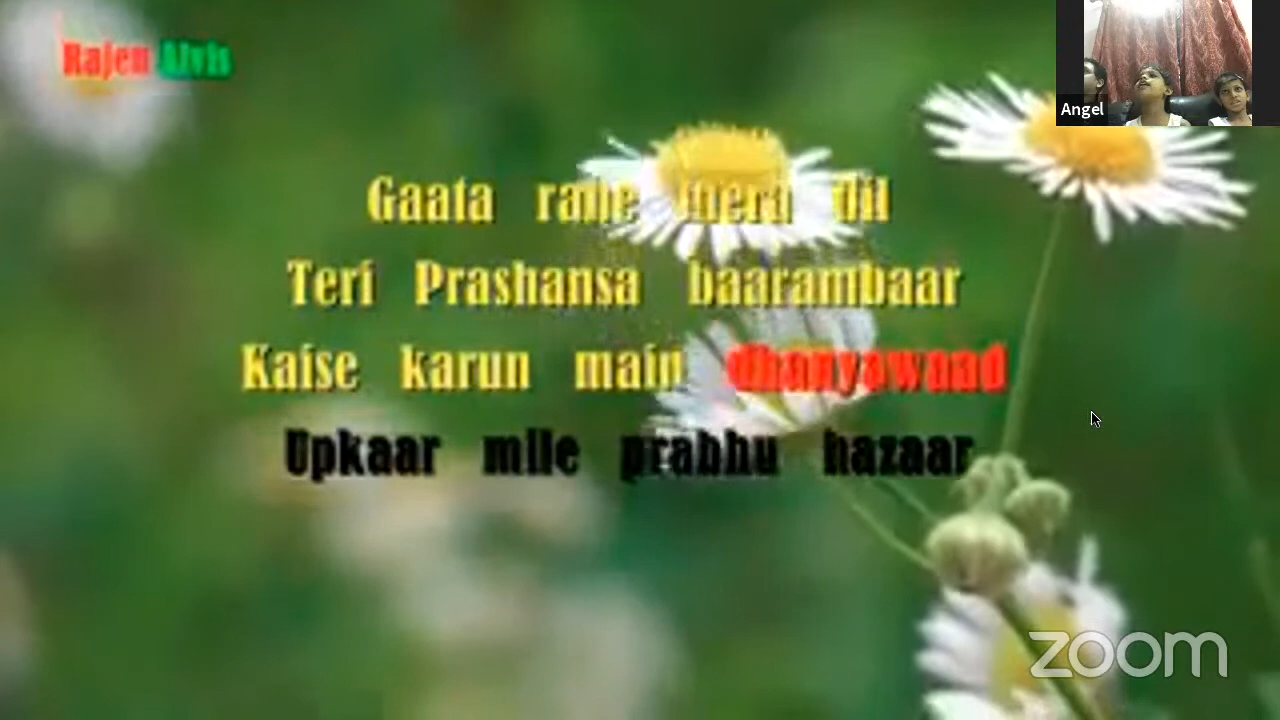 Rajen Alvis
Angel
Gaata rahe mera dil
Teri Prashansa baarambaar
Kaise karun main dhanyawaad
Upkaar mile prabhu hazaar
zoom